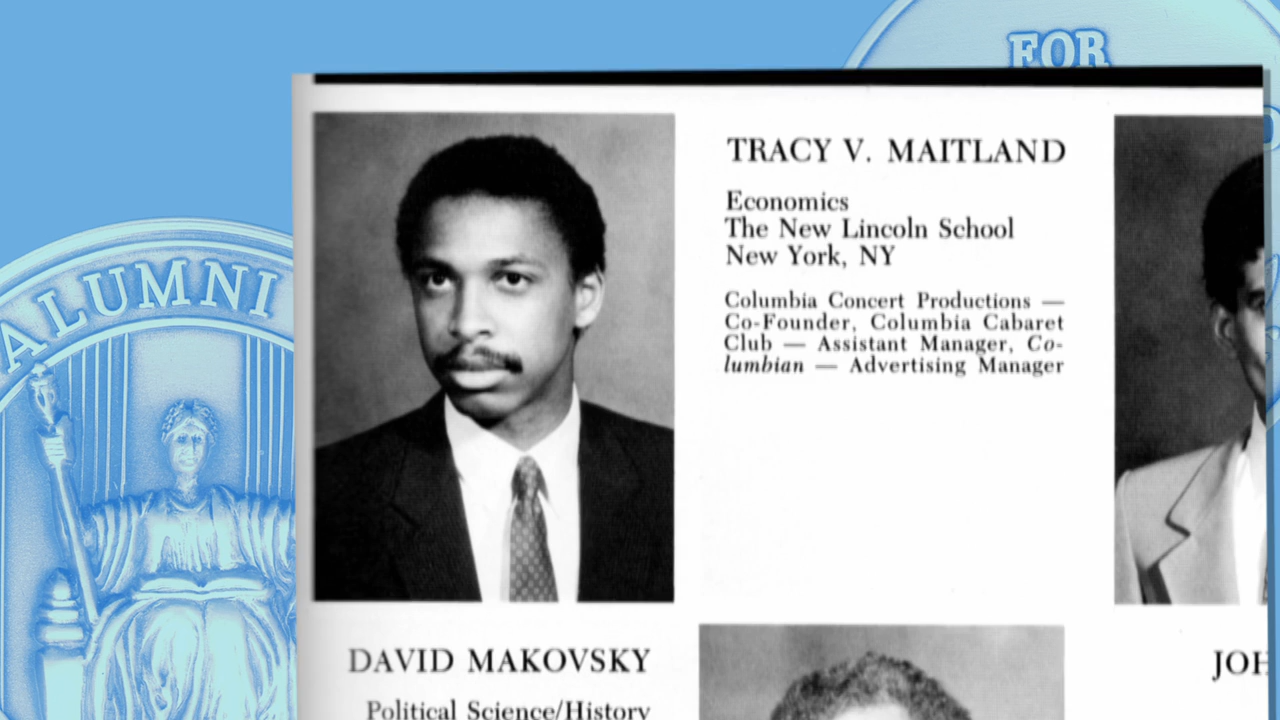 FOR
ALUMNI
TRACY V. MAITLAND
Economics
The New Lincoln School
New York, NY
Columbia Concert Productions —
Co-Founder, Columbia Cabaret
Club — Assistant Manager, Co-
lumbian — Advertising Manager
DAVID MAKOVSKY
JOH
Political Science/History